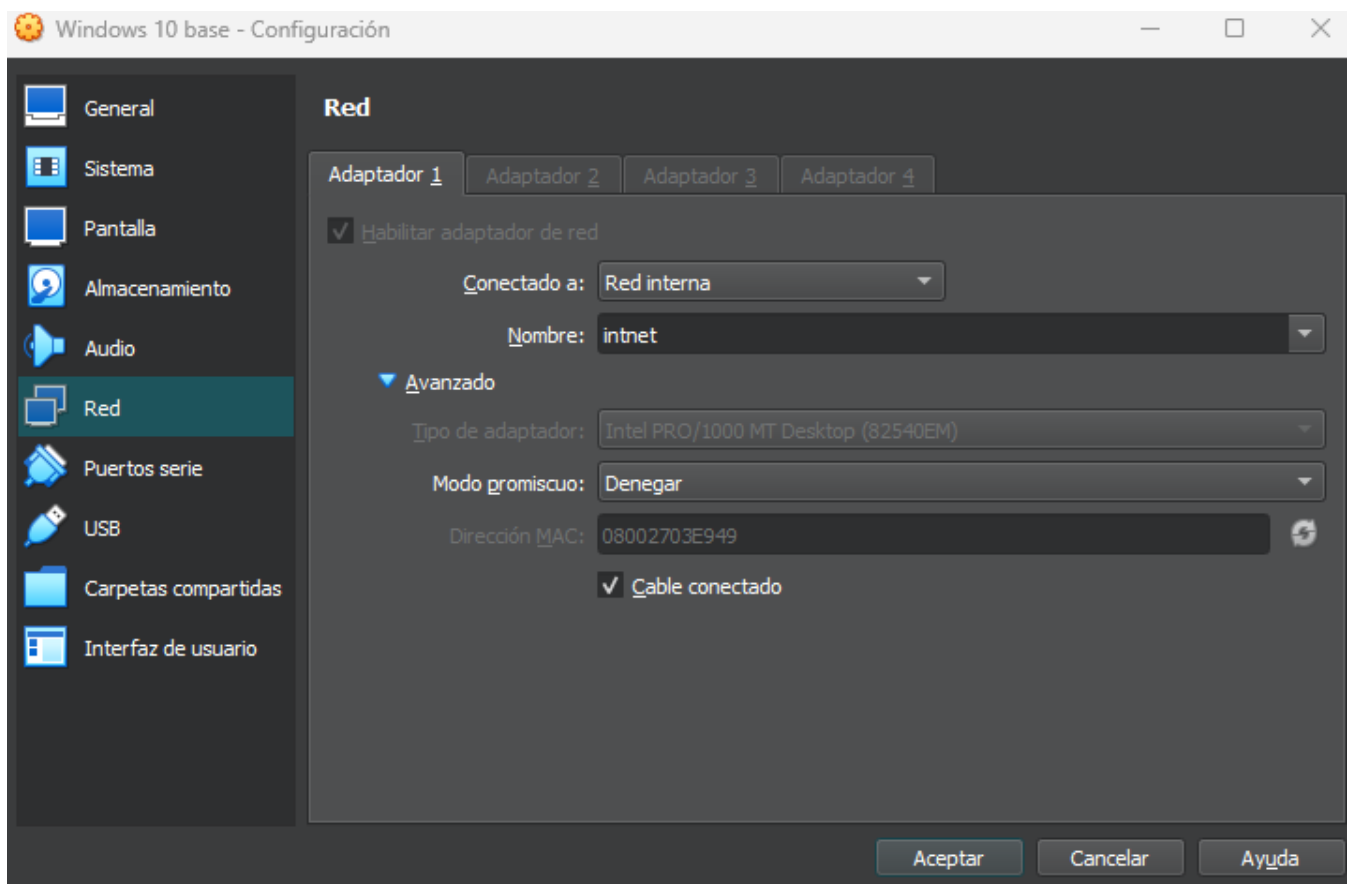 Windows 10 base - Configuración
General
Sistema
Pantalla
Almacenamiento
Audio
Red
Puertos serie
USB
Carpetas compartidas
Interfaz de usuario
Red
Adaptador 1 Adaptador 2 Adaptador 3 Adaptador 4
Habilitar adaptador de red
Conectado a: Red interna
Nombre: intnet
Avanzado
Tipo de adaptador: Intel PRO/1000 MT Desktop (82540EM)
Modo promiscuo: Denegar
Dirección MAC: 08002703E949
Cable conectado
Aceptar Cancelar Ayuda